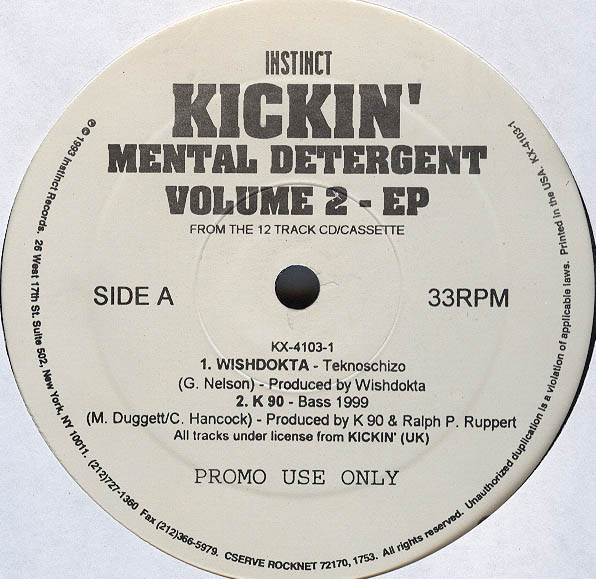 INSTINCT
KICKIN'
MENTAL DETERGENT
VOLUME 2 - EP
FROM THE 12 TRACK CD/CASSETTE
SIDE A
33RPM
KX-4103-1
1. WISHDOKTA - Teknoschizo
(G. Nelson) - Produced by Wishdokta
2. K 90 - Bass 1999
(M. Duggett/C. Hancock) - Produced by K 90 & Ralph P. Ruppert
All tracks under license from KICKIN' (UK)
PROMO USE ONLY
℗ © 1993 Instinct Records. 26 West 17th St. Suite 502, New York, NY 10011. (212)727-1360 Fax (212)366-5979. CSERVE ROCKNET 72170, 1753. All rights reserved. Unauthorized duplication is a violation of applicable laws. Printed in the USA. KX-4103-1